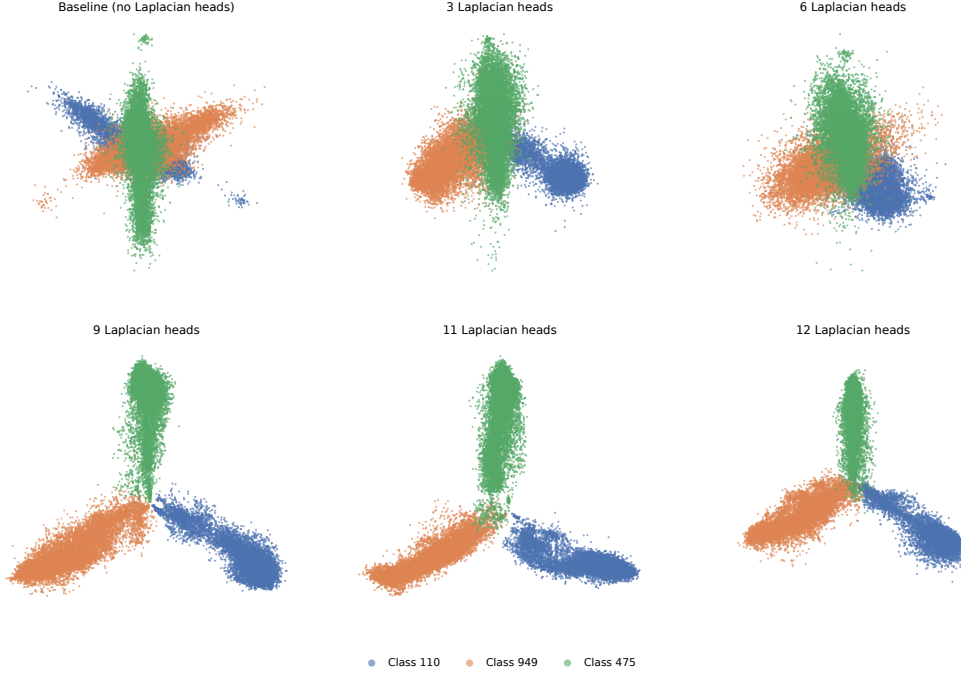 Baseline (no Laplacian heads)
3 Laplacian heads
6 Laplacian heads
9 Laplacian heads
11 Laplacian heads
12 Laplacian heads
Class 110
Class 949
Class 475